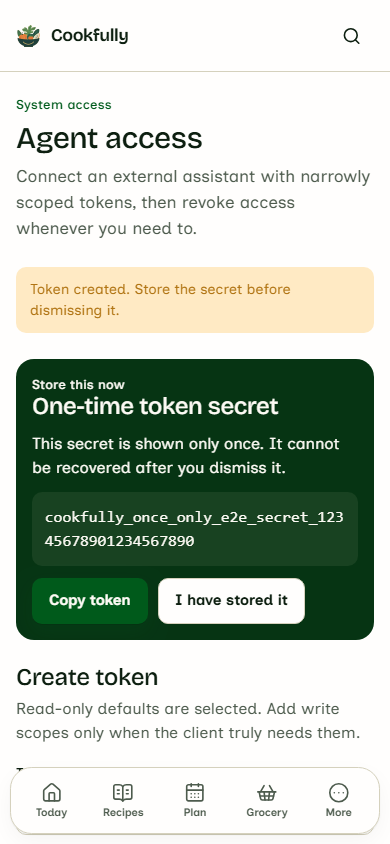 Cookfully
System access
Agent access
Connect an external assistant with narrowly
scoped tokens, then revoke access
whenever you need to.
Token created. Store the secret before
dismissing it.
Store this now
One-time token secret
This secret is shown only once. It cannot
be recovered after you dismiss it.
cookfully_once_only_e2e_secret_123
45678901234567890
Copy token
I have stored it
Create token
Read-only defaults are selected. Add write
scopes only when the client truly needs them.
Today
Recipes
Plan
Grocery
More